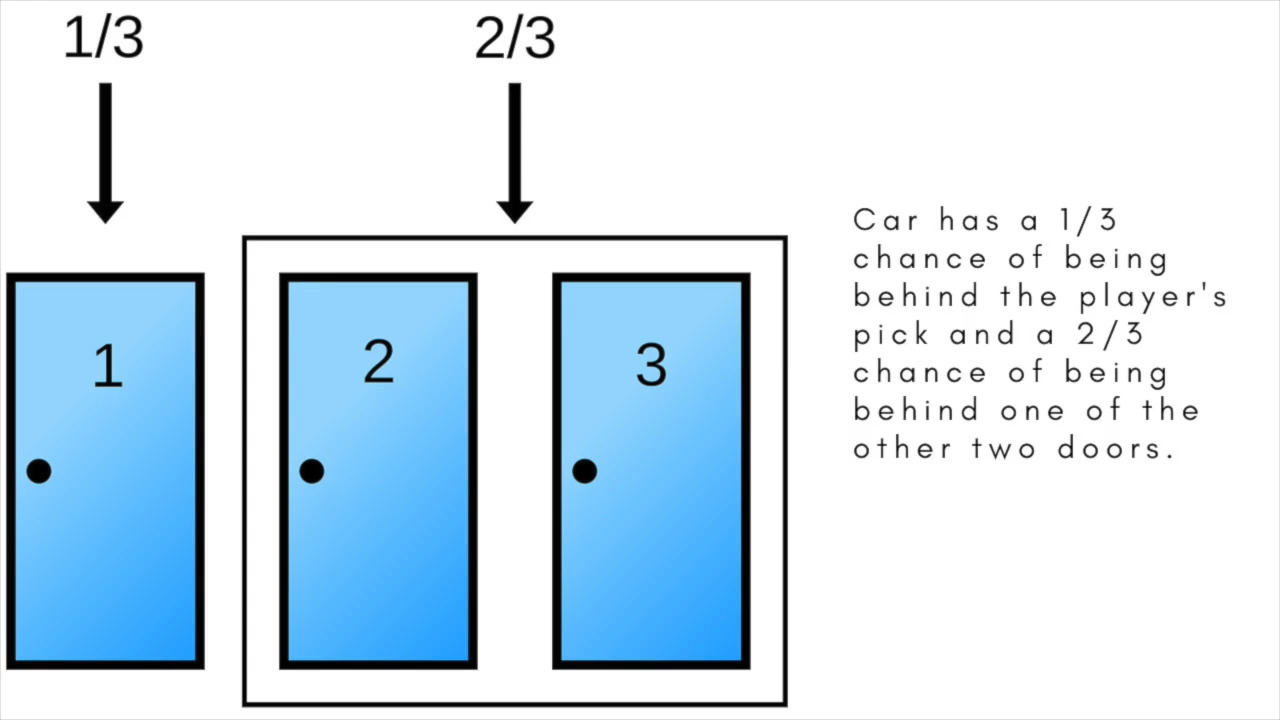 1/3
2/3
1
2
3
Car has a 1/3
chance of being
behind the player's
pick and a 2/3
chance of being
behind one of the
other two doors.